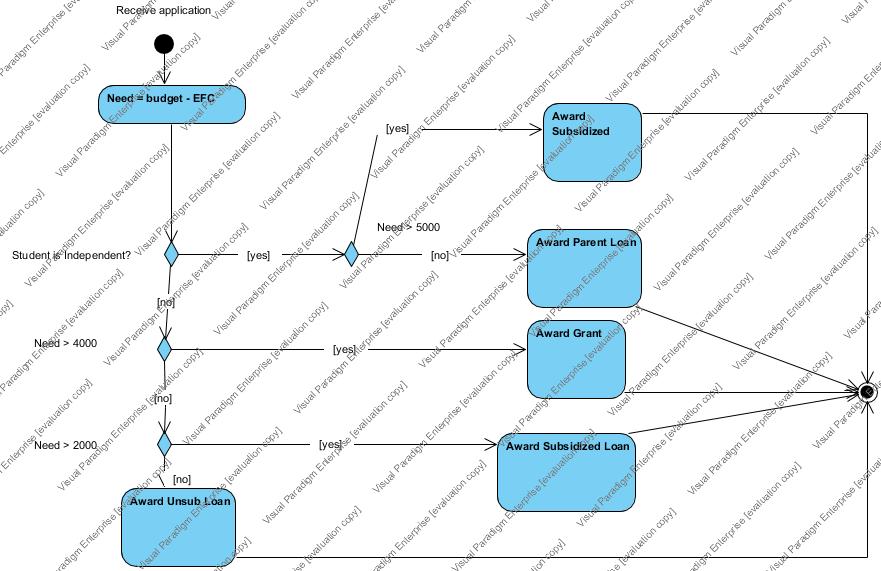 Receive application
Need = budget - EFC
[yes]
Award
Subsidized
Need > 5000
Student is Independent?
[yes]
[no]
Award Parent Loan
[no]
Need > 4000
[yes]
Award Grant
[no]
Need > 2000
[yes]
Award Subsidized Loan
[no]
Award Unsub Loan
Visual Paradigm Enterprise [evaluation copy]